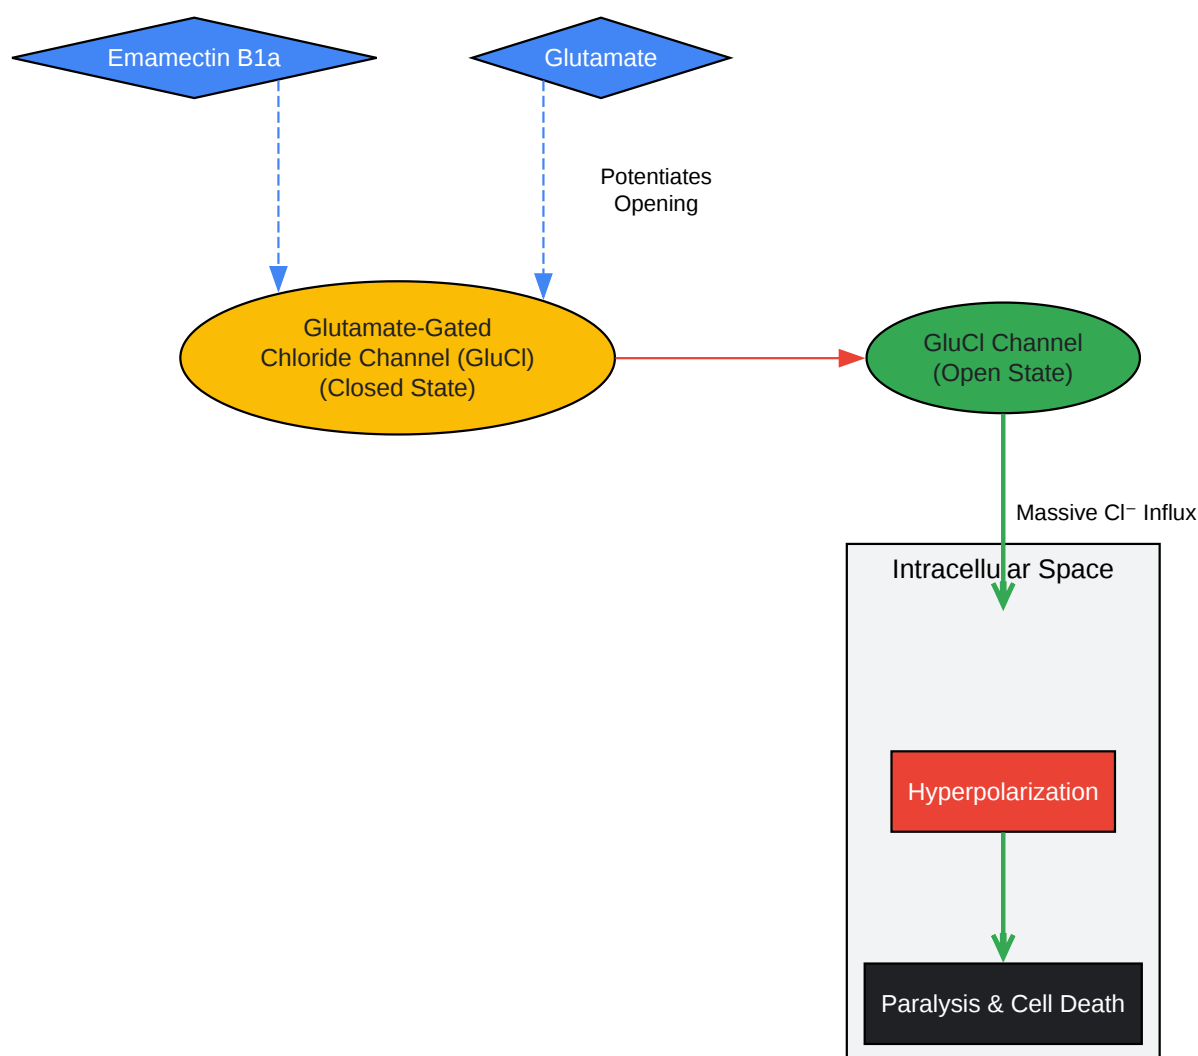 Emamectin B1a
Glutamate
Potentiates
Opening
Glutamate-Gated
Chloride Channel (GluCl)
(Closed State)
GluCl Channel
(Open State)
Massive Cl⁻ Influx
Intracellular Space
Hyperpolarization
Paralysis & Cell Death